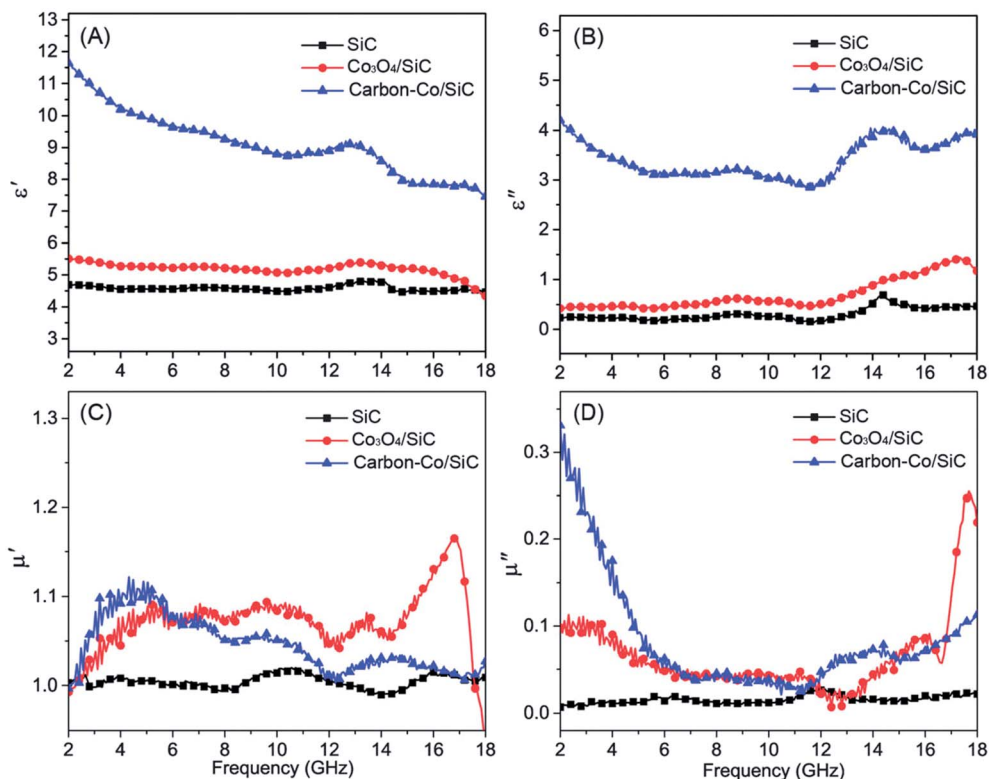 (A)
SiC
Co₃O₄/SiC
Carbon-Co/SiC
13
12
11
10
9
8
7
6
5
4
3
ε′
2 4 6 8 10 12 14 16 18
(B)
SiC
Co₃O₄/SiC
Carbon-Co/SiC
6
5
4
3
2
1
0
ε″
2 4 6 8 10 12 14 16 18
(C)
SiC
Co₃O₄/SiC
Carbon-Co/SiC
1.3
1.2
1.1
1.0
μ′
2 4 6 8 10 12 14 16 18
Frequency (GHz)
(D)
SiC
Co₃O₄/SiC
Carbon-Co/SiC
0.3
0.2
0.1
0.0
μ″
2 4 6 8 10 12 14 16 18
Frequency (GHz)